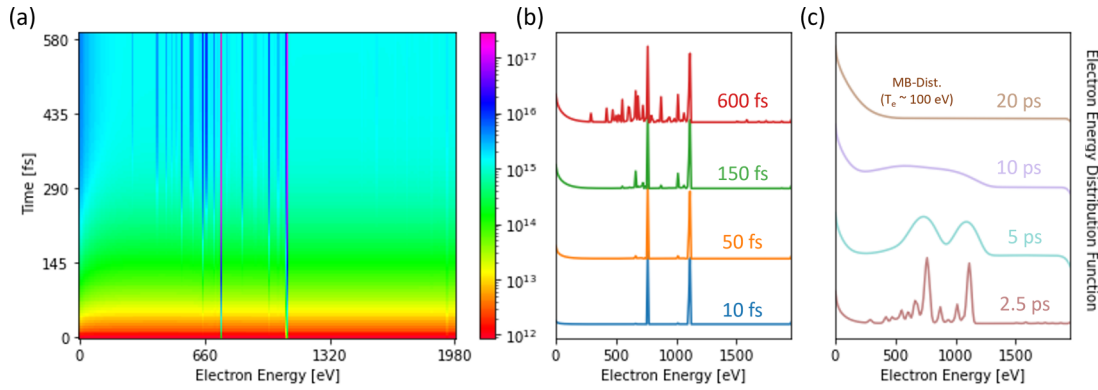 (a)
(b)
(c)
580
435
290
145
0
Time [fs]
0
660
1320
1980
Electron Energy [eV]
10^17
10^16
10^15
10^14
10^13
10^12
600 fs
150 fs
50 fs
10 fs
0
500
1000
1500
Electron Energy [eV]
MB-Dist.
(T_e ~ 100 eV)
20 ps
10 ps
5 ps
2.5 ps
0
500
1000
1500
Electron Energy [eV]
Electron Energy Distribution Function